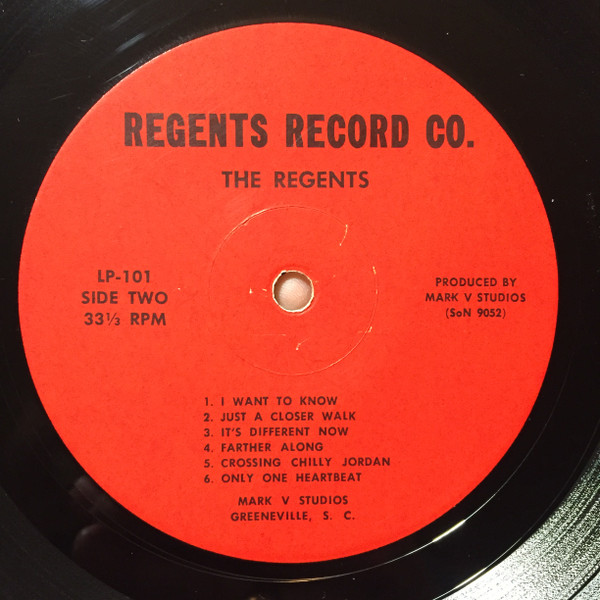 REGENTS RECORD CO.
THE REGENTS
LP-101
SIDE TWO
33⅓ RPM
PRODUCED BY
MARK V STUDIOS
(SoN 9052)
1. I WANT TO KNOW
2. JUST A CLOSER WALK
3. IT'S DIFFERENT NOW
4. FARTHER ALONG
5. CROSSING CHILLY JORDAN
6. ONLY ONE HEARTBEAT
MARK V STUDIOS
GREENEVILLE, S. C.